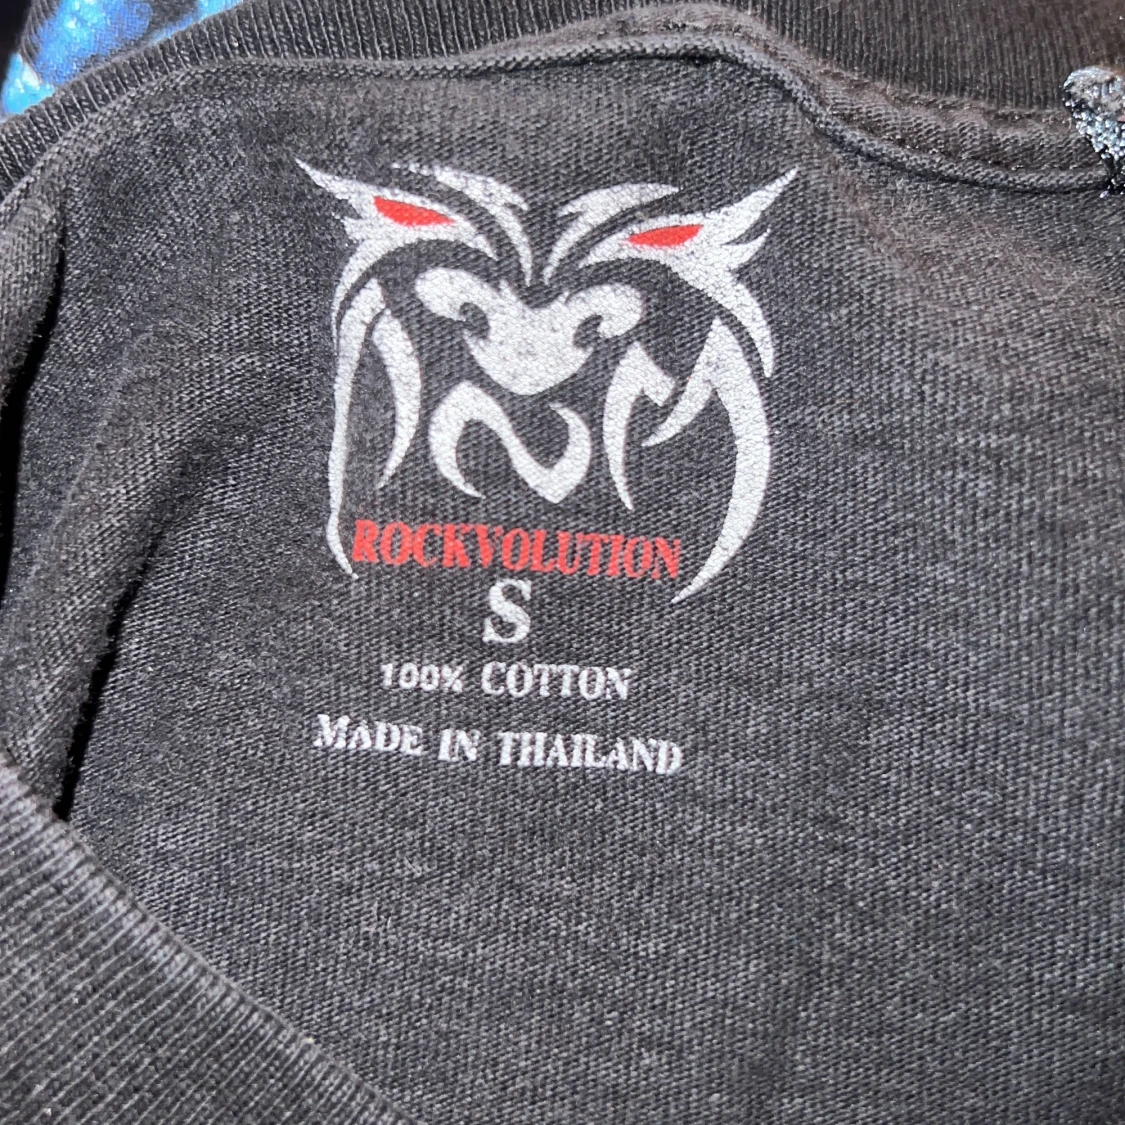 ROCKVOLUTION
S
100% COTTON
MADE IN THAILAND